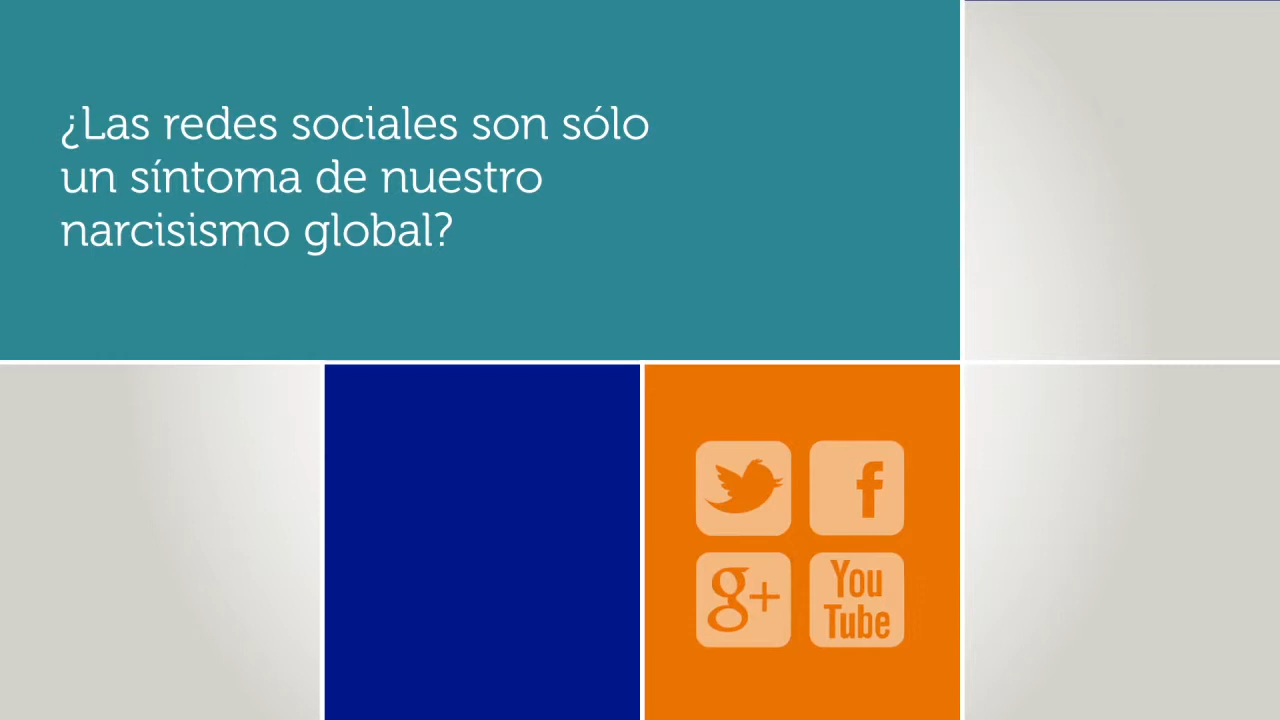 ¿Las redes sociales son sólo
un síntoma de nuestro
narcisismo global?
f
g+
You
Tube